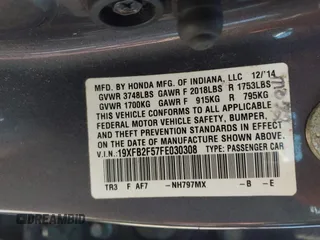 MFD. BY HONDA MFG. OF INDIANA, LLC 12/'14
GVWR 3748LBS GAWR F 2018LBS R 1753LBS
GVWR 1700KG GAWR F 915KG R 795KG
THIS VEHICLE CONFORMS TO ALL APPLICABLE
FEDERAL MOTOR VEHICLE SAFETY, BUMPER,
AND THEFT PREVENTION STANDARDS IN EFFECT ON
THE DATE OF MANUFACTURE SHOWN ABOVE.
V.I.N.: 19XFB2F57FE030308 TYPE: PASSENGER CAR
TR3 F AF7 -NH797MX -B -E
DREAMBID